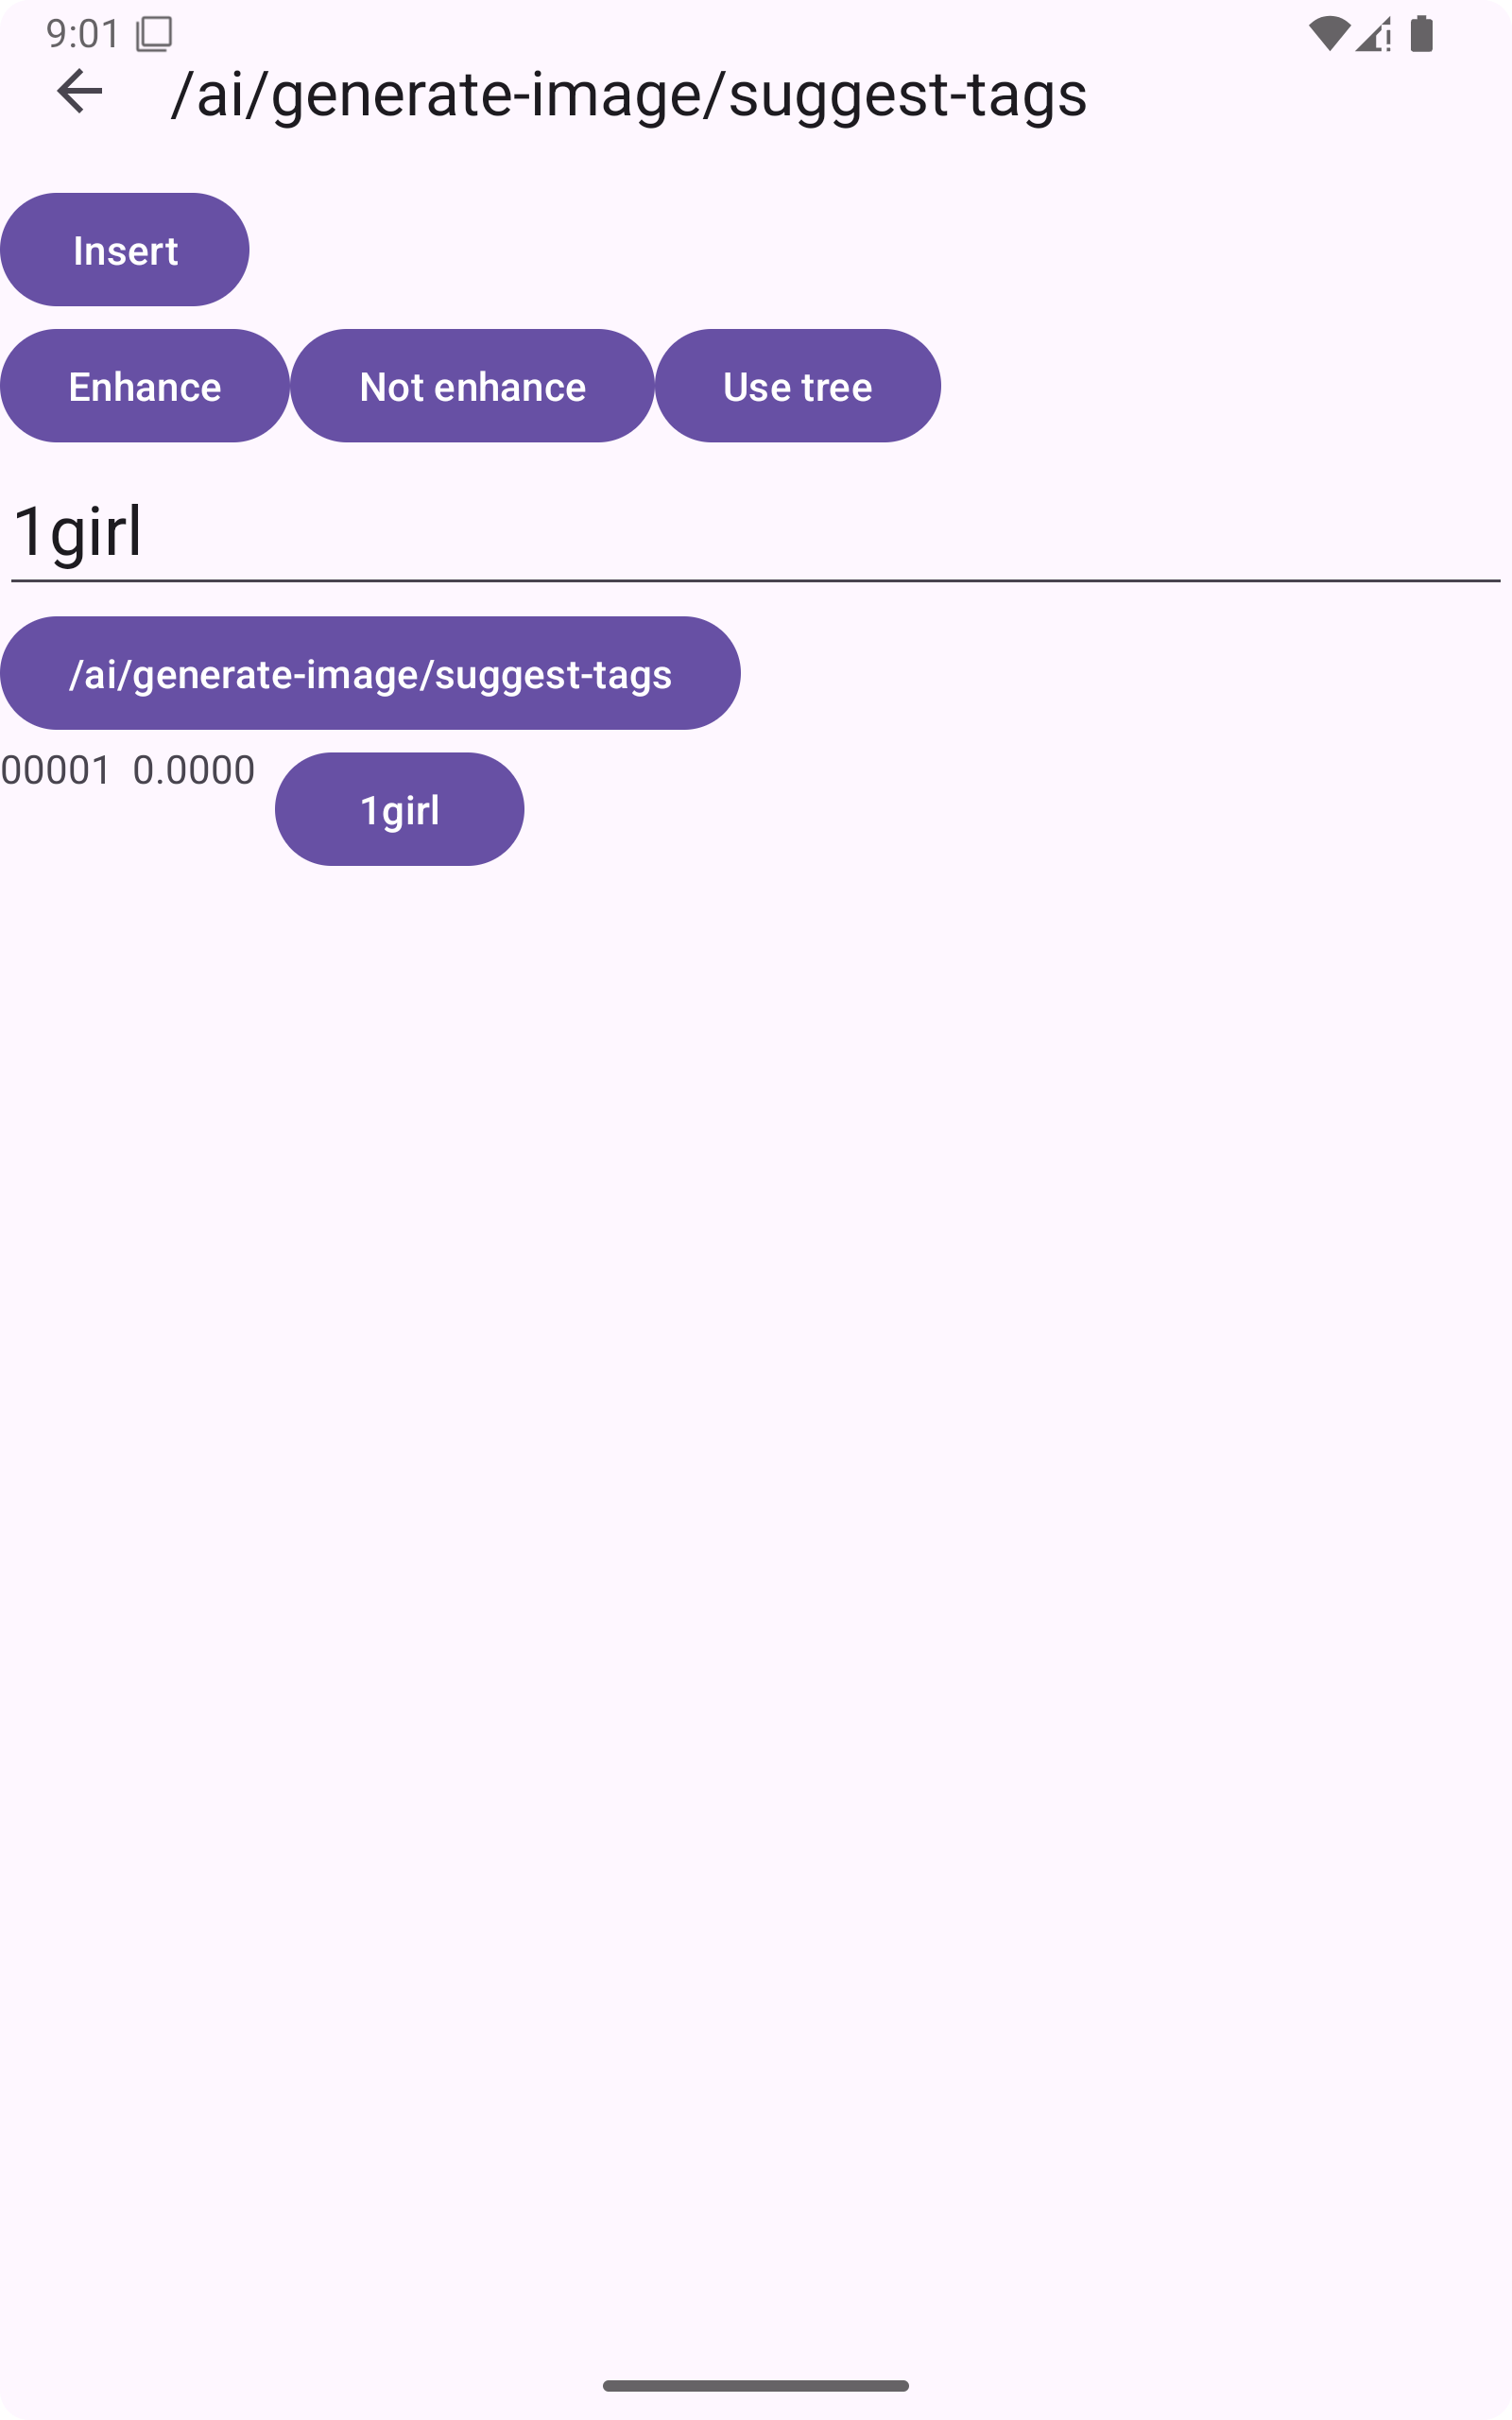 9:01
/ai/generate-image/suggest-tags
Insert
Enhance Not enhance Use tree
1girl
/ai/generate-image/suggest-tags
00001 0.0000 1girl